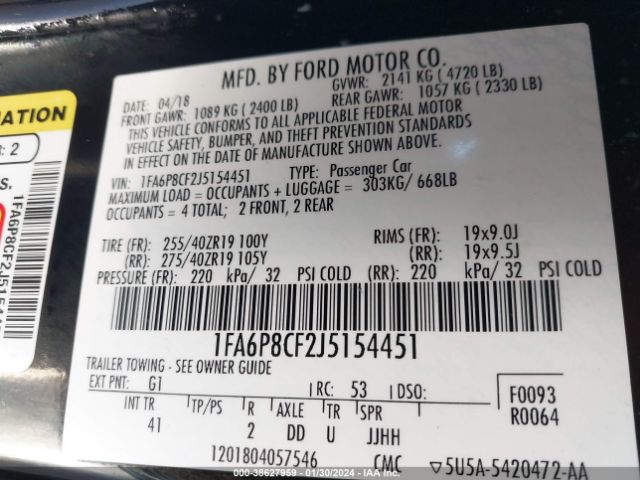 MFD. BY FORD MOTOR CO.
DATE: 04/18 GVWR: 2141 KG ( 4720 LB)
FRONT GAWR: 1089 KG ( 2400 LB) REAR GAWR: 1057 KG ( 2330 LB)
THIS VEHICLE CONFORMS TO ALL APPLICABLE FEDERAL MOTOR
VEHICLE SAFETY, BUMPER, AND THEFT PREVENTION STANDARDS
IN EFFECT ON THE DATE OF MANUFACTURE SHOWN ABOVE.
VIN: 1FA6P8CF2J5154451 TYPE: Passenger Car
MAXIMUM LOAD = OCCUPANTS + LUGGAGE = 303KG/ 668LB
OCCUPANTS = 4 TOTAL; 2 FRONT, 2 REAR
TIRE (FR): 255/40ZR19 100Y RIMS (FR): 19x9.0J
(RR): 275/40ZR19 105Y (RR): 19x9.5J
PRESSURE (FR): 220 kPa/ 32 PSI COLD (RR): 220 kPa/ 32 PSI COLD
1FA6P8CF2J5154451
TRAILER TOWING - SEE OWNER GUIDE
EXT PNT: G1 RC: 53 DSO: F0093
INT TR TP/PS R AXLE TR SPR R0064
41 2 DD U JJHH
1201804057546 CMC ▽5U5A-5420472-AA
MATION
: 2
S.
1FA6P8CF2J515445
© IAA 38627959 | 01/30/2024 | IAAI.COM